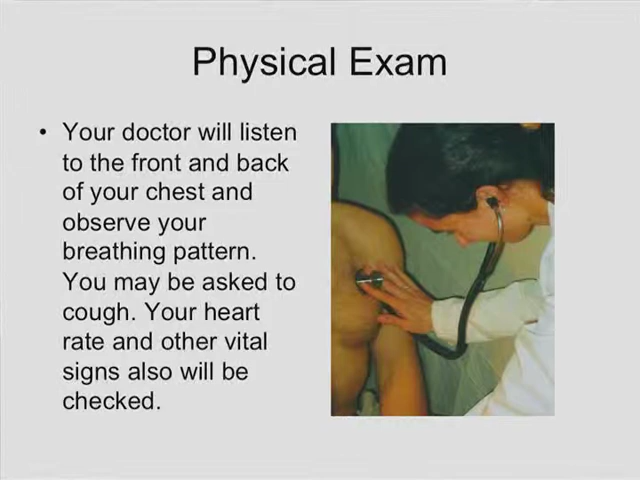 Physical Exam
• Your doctor will listen
to the front and back
of your chest and
observe your
breathing pattern.
You may be asked to
cough. Your heart
rate and other vital
signs also will be
checked.